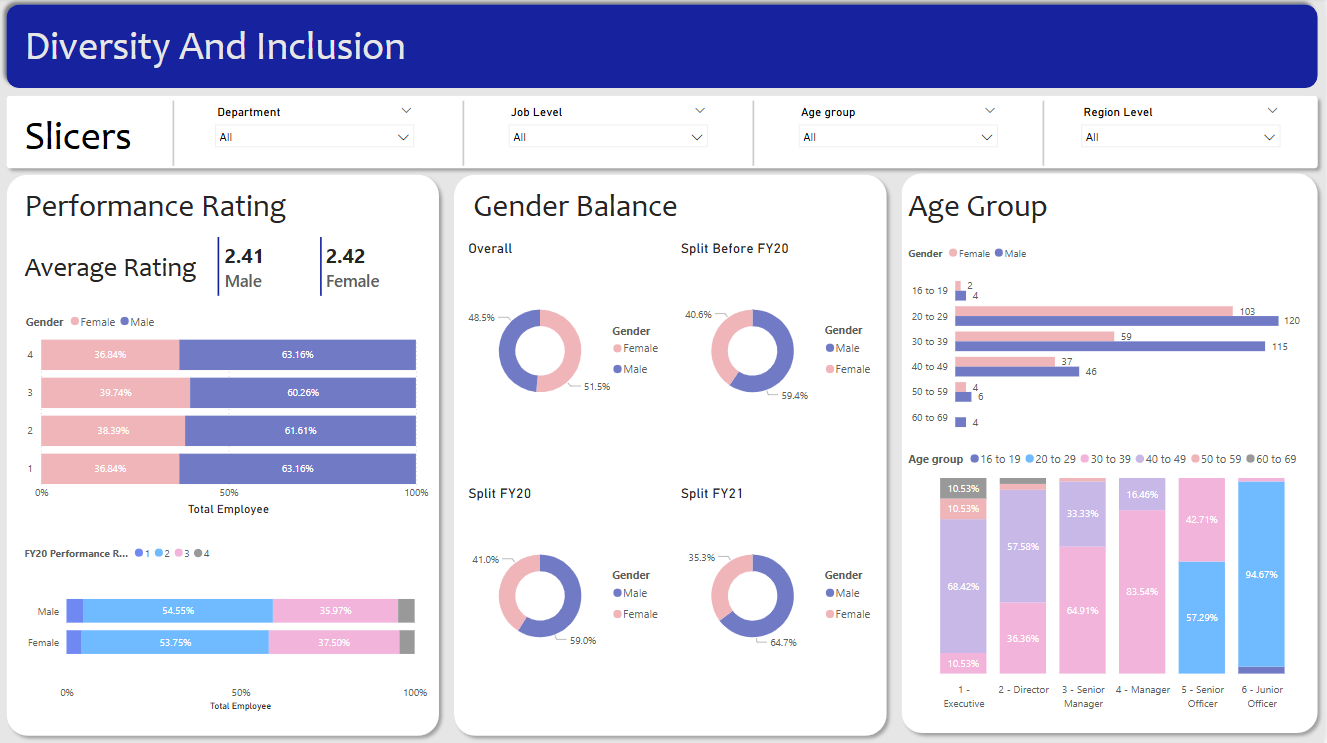 Diversity And Inclusion
Slicers
Department
All
Job Level
All
Age group
All
Region Level
All
Performance Rating
Average Rating
2.41
Male
2.42
Female
Gender Female Male
4 36.84% 63.16%
3 39.74% 60.26%
2 38.39% 61.61%
1 36.84% 63.16%
0% 50% 100%
Total Employee
FY20 Performance R... 1 2 3 4
Male 54.55% 35.97%
Female 53.75% 37.50%
0% 50% 100%
Total Employee
Gender Balance
Overall
48.5%
51.5%
Gender
Female
Male
Split Before FY20
40.6%
59.4%
Gender
Male
Female
Split FY20
41.0%
59.0%
Gender
Male
Female
Split FY21
35.3%
64.7%
Gender
Male
Female
Age Group
Gender Female Male
16 to 19 2 4
20 to 29 103 120
30 to 39 59 115
40 to 49 37 46
50 to 59 4 6
60 to 69 4
Age group 16 to 19 20 to 29 30 to 39 40 to 49 50 to 59 60 to 69
10.53%
10.53%
68.42%
10.53%
1 -
Executive
57.58%
36.36%
2 - Director
33.33%
64.91%
3 - Senior
Manager
16.46%
83.54%
4 - Manager
42.71%
57.29%
5 - Senior
Officer
94.67%
6 - Junior
Officer